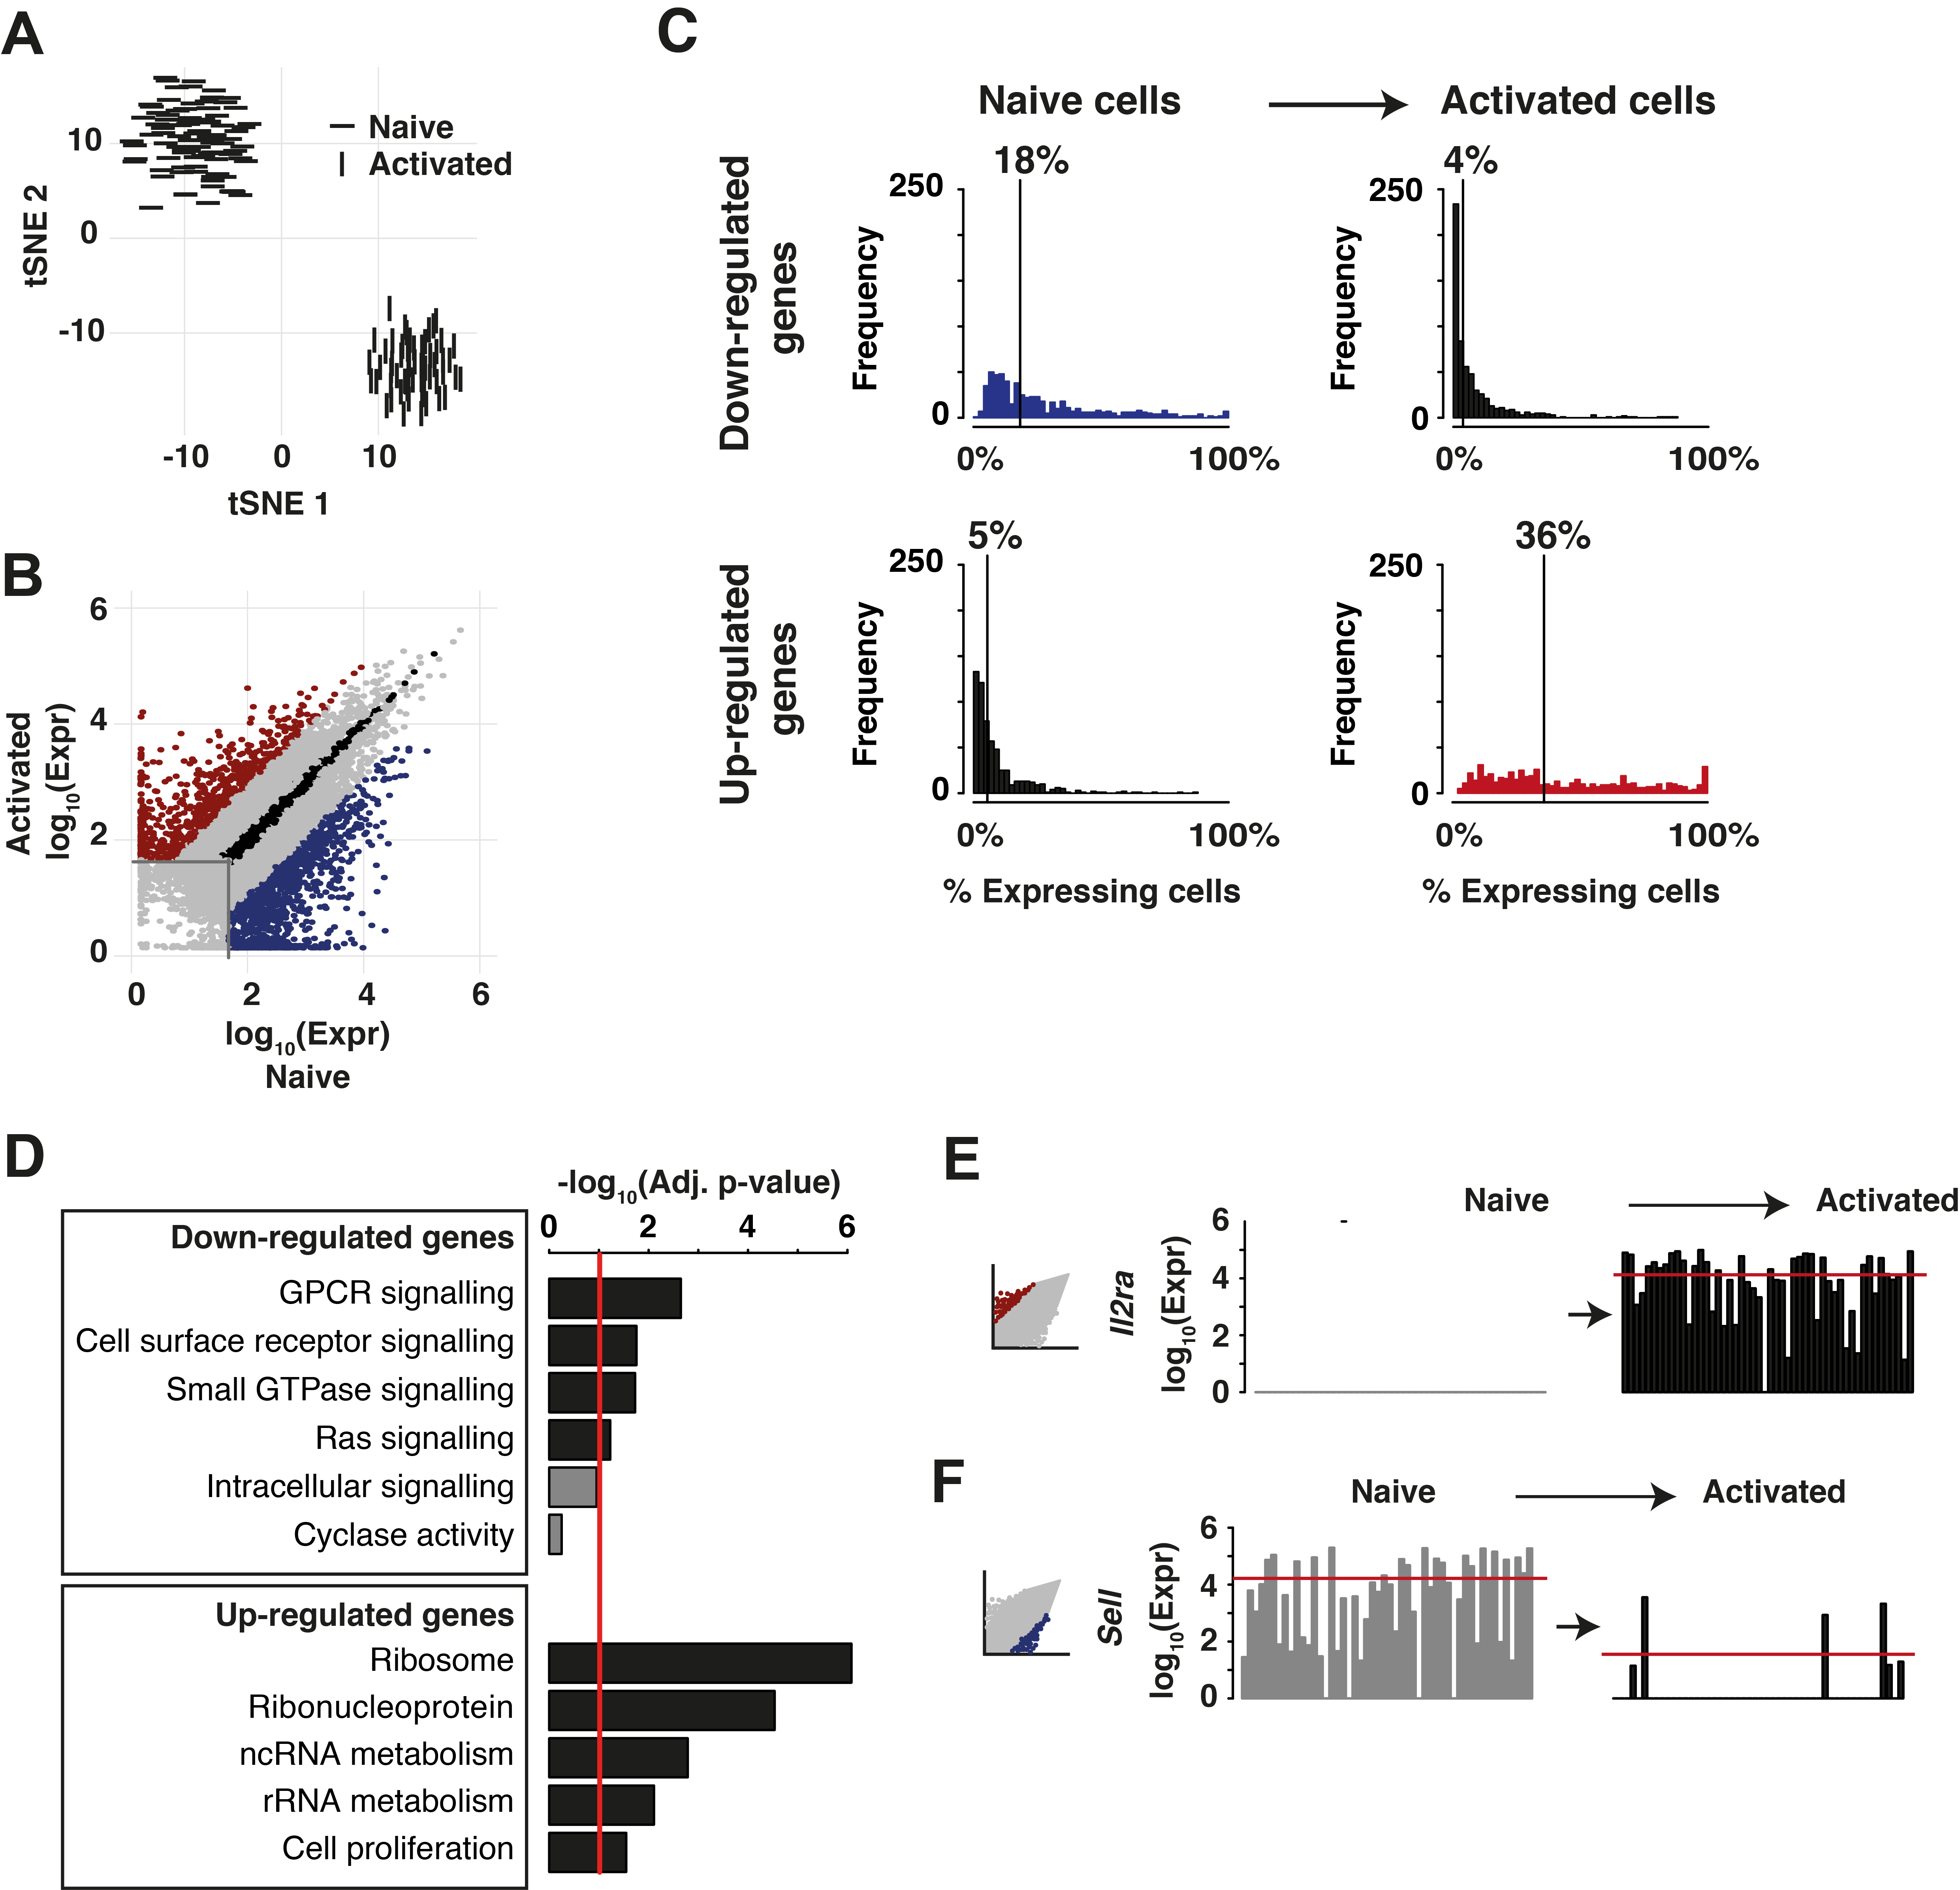 A
Naive
Activated
10
0
-10
tSNE 2
-10 0 10
tSNE 1
B
6
4
2
0
Activated
log10(Expr)
0 2 4 6
log10(Expr)
Naive
C
Naive cells
Activated cells
Down-regulated
genes
18%
250
Frequency
0
0% 100%
4%
250
Frequency
0
0% 100%
Up-regulated
genes
5%
250
Frequency
0
0% 100%
% Expressing cells
36%
250
Frequency
0
0% 100%
% Expressing cells
D
-log10(Adj. p-value)
0 2 4 6
Down-regulated genes
GPCR signalling
Cell surface receptor signalling
Small GTPase signalling
Ras signalling
Intracellular signalling
Cyclase activity
Up-regulated genes
Ribosome
Ribonucleoprotein
ncRNA metabolism
rRNA metabolism
Cell proliferation
E
Naive
Activated
Il2ra
log10(Expr)
6
-
4
2
0
F
Naive
Activated
Sell
log10(Expr)
6
4
2
0